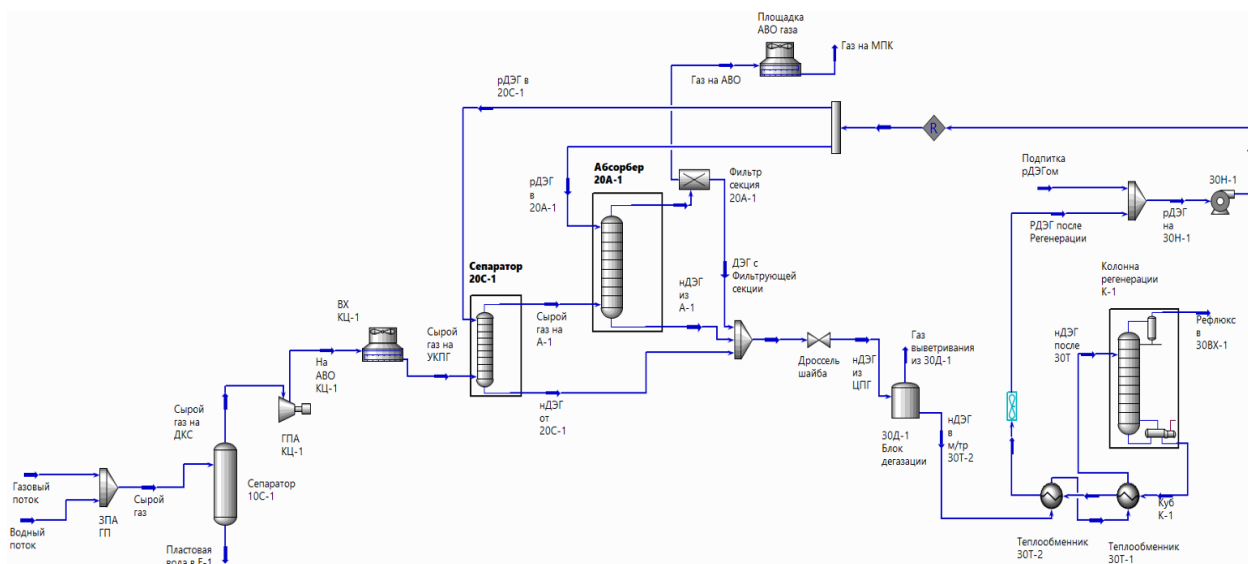 Площадка
АВО газа
Газ на МПК
Газ на АВО
рДЭГ в
20С-1
R
Подпитка
рДЭГом
30Н-1
Абсорбер
20А-1
Фильтр
секция
20А-1
рДЭГ
в
20А-1
РДЭГ после
Регенерации
рДЭГ
на
30Н-1
ДЭГ с
Фильтрующей
секции
Колонна
регенерации
К-1
Сепаратор
20С-1
нДЭГ
из
А-1
ВХ
КЦ-1
Сырой
газ на
УКПГ
Сырой
газ на
А-1
Рефлюкс
в
30ВХ-1
нДЭГ
после
30Т
Газ
выветривания
из 30Д-1
Дроссель
шайба
нДЭГ
из
ЦПГ
На
АВО
КЦ-1
нДЭГ
от
20С-1
Сырой
газ на
ДКС
ГПА
КЦ-1
30Д-1
Блок
дегазации
нДЭГ
в
м/тр
30Т-2
Сепаратор
10С-1
Газовый
поток
Сырой
газ
Водный
поток
ЗПА
ГП
Куб
К-1
Теплообменник
30Т-2
Теплообменник
30Т-1
Пластовая
вода в Е-1